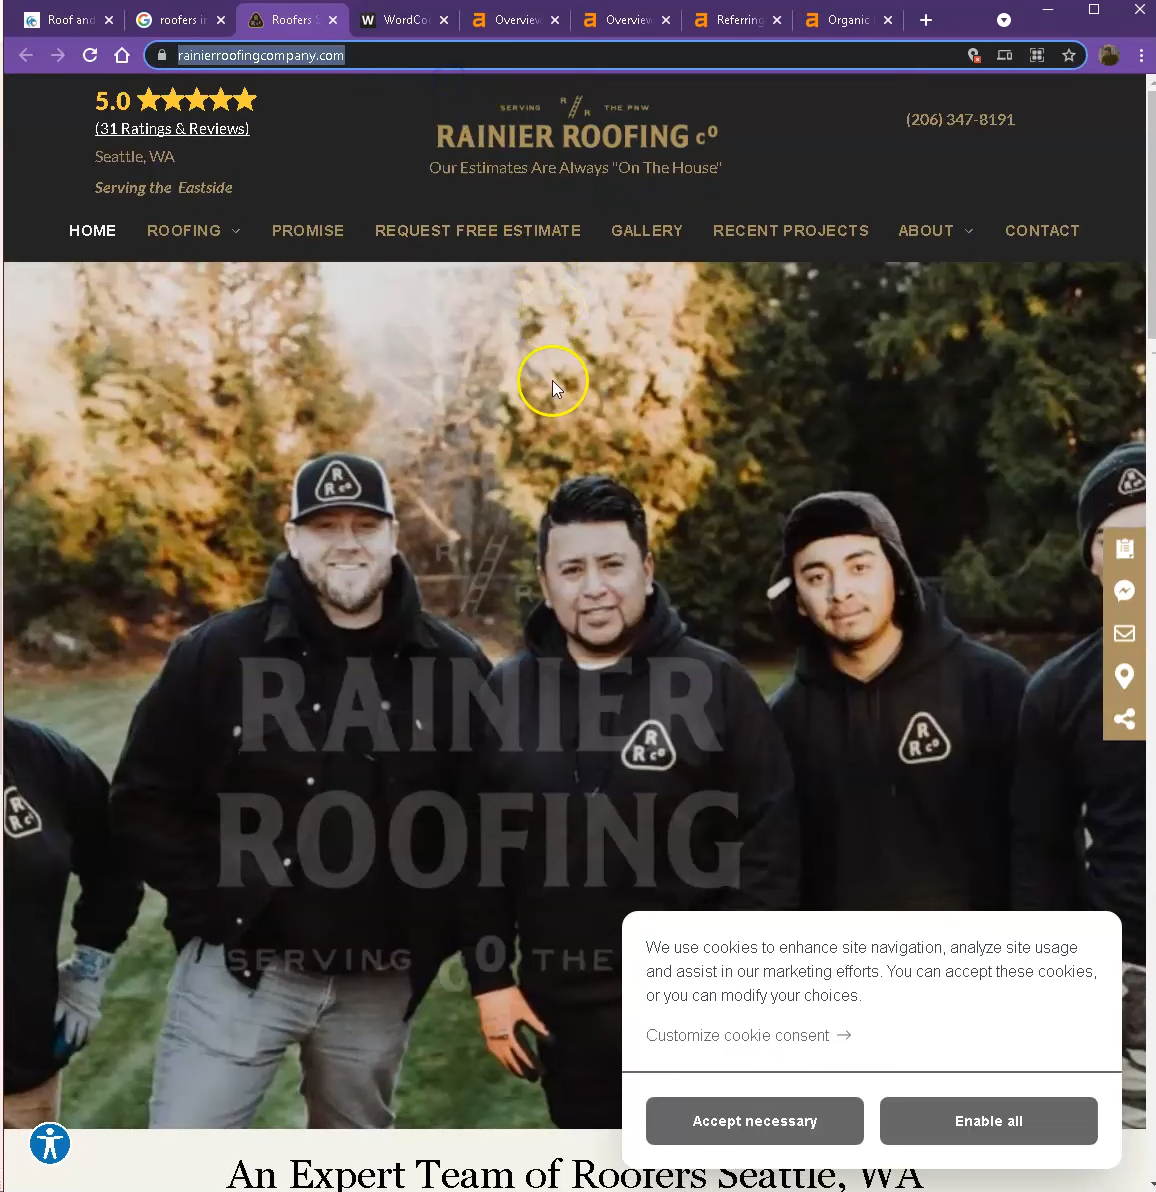 Roof and
roofers i
Roofers
WordCo
Overview
Overview
Referring
Organic
rainierroofingcompany.com
5.0
(31 Ratings & Reviews)
Seattle, WA
Serving the Eastside
SERVING R/R THE PNW
RAINIER ROOFING Cº
Our Estimates Are Always "On The House"
(206) 347-8191
HOME ROOFING PROMISE REQUEST FREE ESTIMATE GALLERY RECENT PROJECTS ABOUT CONTACT
R
R Cº
R
R
RAINIER
ROOFING
SERVING
THE
R
R Cº
R
R Cº
We use cookies to enhance site navigation, analyze site usage
and assist in our marketing efforts. You can accept these cookies,
or you can modify your choices.
Customize cookie consent →
Accept necessary
Enable all
An Expert Team of Roofers Seattle, WA